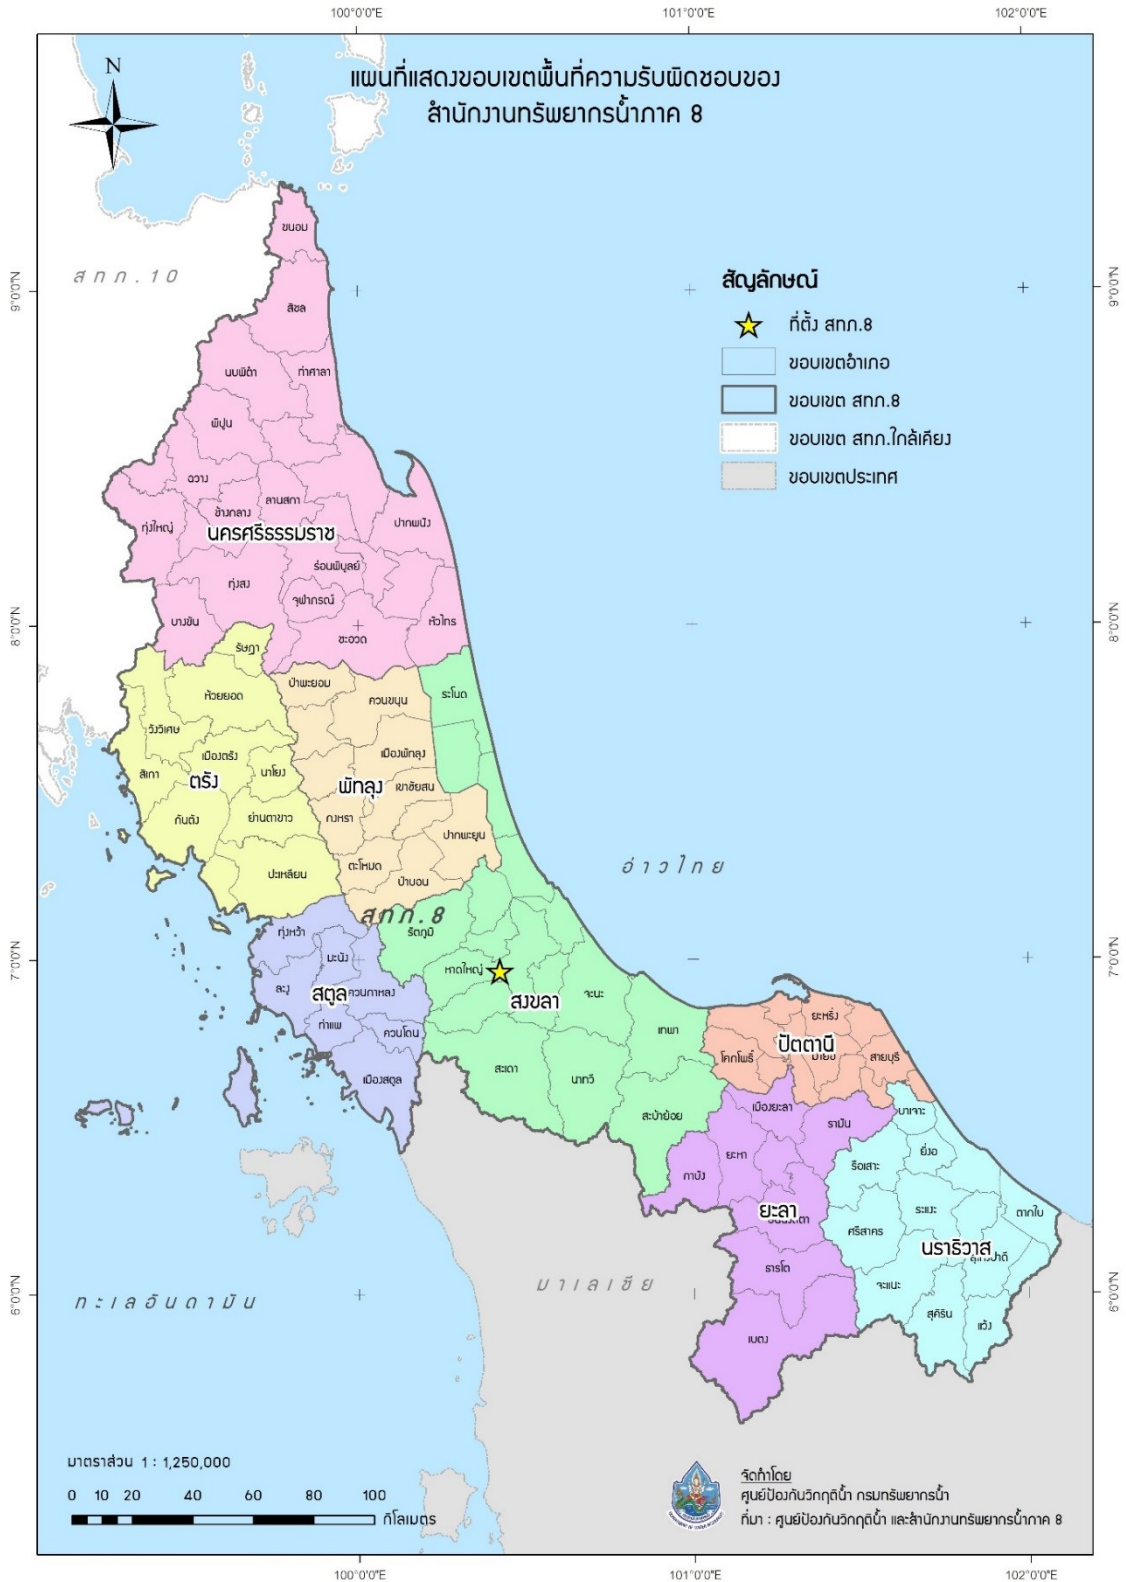 100°0'0"E
101°0'0"E
102°0'0"E
N
แผนที่แสดงขอบเขตพื้นที่ความรับผิดชอบของ
สำนักงานทรัพยากรน้ำภาค 8
สทภ.10
9°0'0"N
9°0'0"N
สัญลักษณ์
ที่ตั้ง สทภ.8
ขอบเขตอำเภอ
ขอบเขต สทภ.8
ขอบเขต สทภ.ใกล้เคียง
ขอบเขตประเทศ
ขนอม
สิชล
นบพิตำ
ท่าศาลา
พิปูน
ฉวาง
ลานสกา
ช้างกลาง
ทุ่งใหญ่
ปากพนัง
นครศรีธรรมราช
ร่อนพิบูลย์
ทุ่งสง
จุฬาภรณ์
บางขัน
หัวไทร
ชะอวด
8°0'0"N
8°0'0"N
รัษฎา
ห้วยยอด
วังวิเศษ
เมืองตรัง
สิเกา
นาโยง
ตรัง
กันตัง
ย่านตาขาว
ปะเหลียน
ป่าพะยอม
ควนขนุน
เมืองพัทลุง
พัทลุง
เขาชัยสน
กงหรา
ปากพะยูน
ตะโหมด
ป่าบอน
ระโนด
อ่าวไทย
สทภ.8
รัตภูมิ
7°0'0"N
7°0'0"N
ทุ่งหว้า
มะนัง
ละงู
สตูล
ควนกาหลง
ท่าแพ
ควนโดน
เมืองสตูล
หาดใหญ่
สงขลา
จะนะ
เทพา
สะเดา
นาทวี
สะบ้าย้อย
ยะหริ่ง
ปัตตานี
โคกโพธิ์
มายอ
สายบุรี
เมืองยะลา
รามัน
ยะหา
กาบัง
ยะลา
ธารโต
เบตง
บาเจาะ
ยี่งอ
รือเสาะ
ระแงะ
ตากใบ
ศรีสาคร
นราธิวาส
จะแนะ
สุคิริน
แว้ง
มาเลเซีย
6°0'0"N
6°0'0"N
ทะเลอันดามัน
มาตราส่วน 1 : 1,250,000
0 10 20 40 60 80 100
กิโลเมตร
จัดทำโดย
ศูนย์ป้องกันวิกฤติน้ำ กรมทรัพยากรน้ำ
ที่มา : ศูนย์ป้องกันวิกฤติน้ำ และสำนักงานทรัพยากรน้ำภาค 8
100°0'0"E
101°0'0"E
102°0'0"E